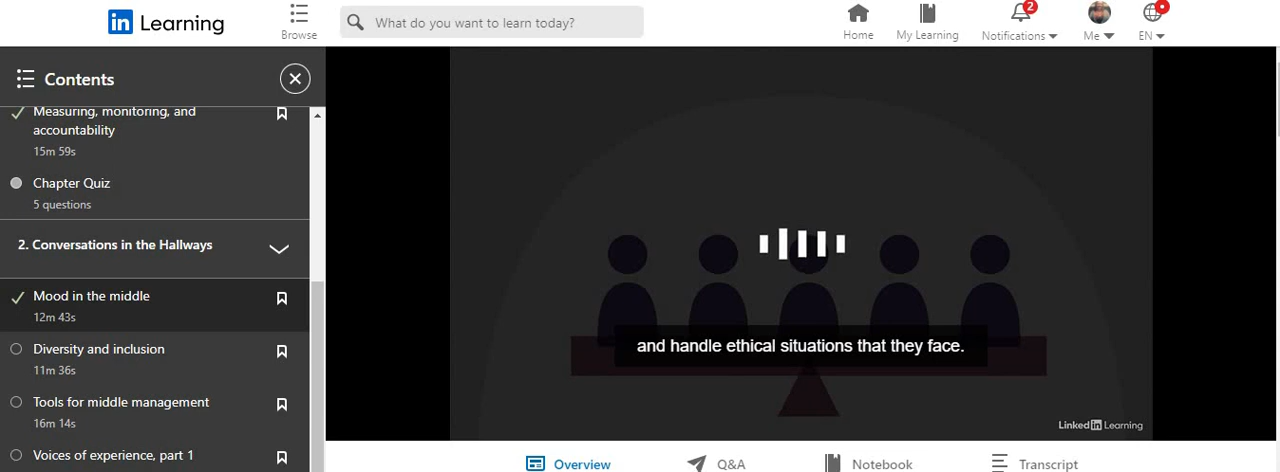 in Learning
Browse
What do you want to learn today?
Home
My Learning
2
Notifications
Me
EN
Contents
Measuring, monitoring, and
accountability
15m 59s
Chapter Quiz
5 questions
2. Conversations in the Hallways
Mood in the middle
12m 43s
Diversity and inclusion
11m 36s
Tools for middle management
16m 14s
Voices of experience, part 1
and handle ethical situations that they face.
Linked in Learning
Overview
Q&A
Notebook
Transcript